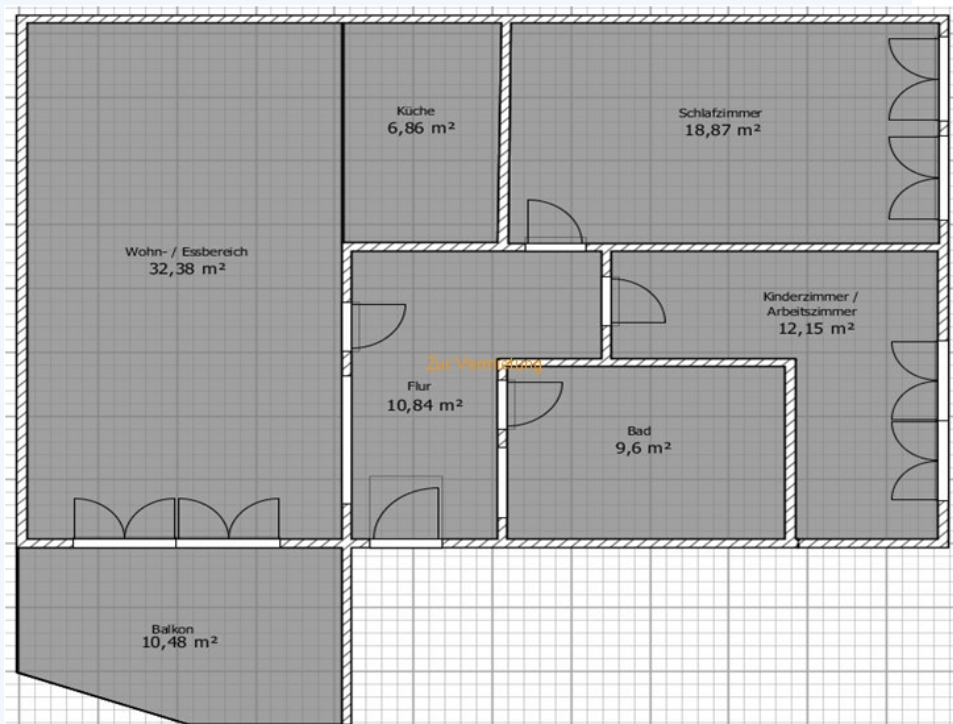 Küche
6,86 m²
Schlafzimmer
18,87 m²
Wohn- / Essbereich
32,38 m²
Kinderzimmer /
Arbeitszimmer
12,15 m²
Zur Vermietung
Flur
10,84 m²
Bad
9,6 m²
Balkon
10,48 m²